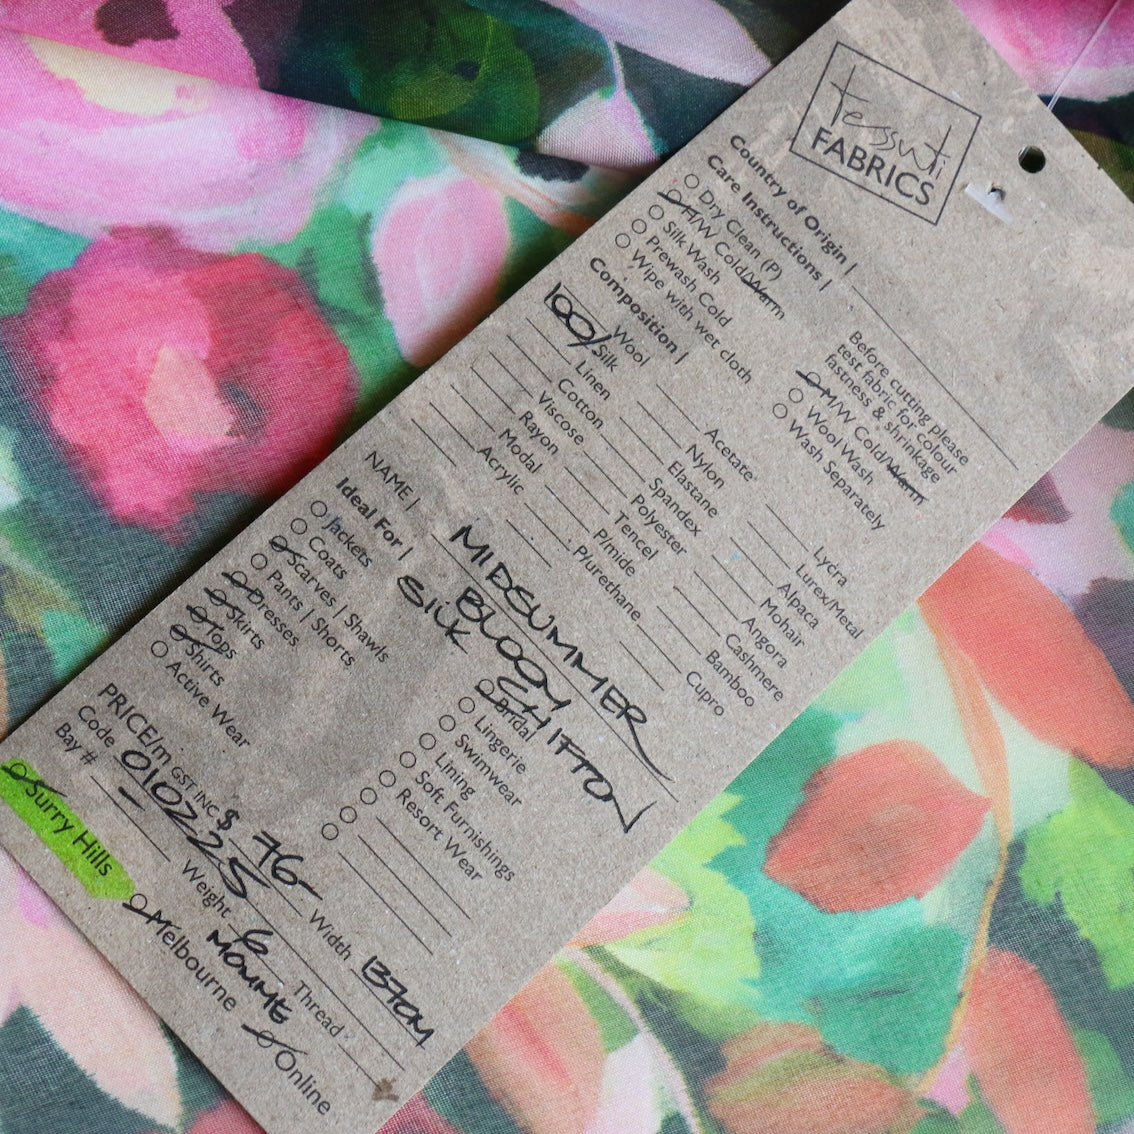 Tessuti
FABRICS
Country of Origin |
Care Instructions |
Dry Clean (P)
H/W Cold/Warm
Silk Wash
Prewash Cold
Wipe with wet cloth
Before cutting please
test fabric for colour
fastness & shrinkage
M/W Cold/Warm
Wool Wash
Wash Separately
Composition |
Wool
100% Silk
Linen
Cotton
Viscose
Rayon
Modal
Acrylic
Acetate
Nylon
Elastane
Spandex
Polyester
Tencel
P/mide
P/urethane
Lycra
Lurex/Metal
Alpaca
Mohair
Angora
Cashmere
Bamboo
Cupro
NAME | MIDSUMMER
BLOOM
SILK CHIFFON
Ideal For |
Jackets
Coats
Scarves | Shawls
Pants | Shorts
Dresses
Skirts
Tops
Shirts
Active Wear
Bridal
Lingerie
Swimwear
Lining
Soft Furnishings
Resort Wear
PRICE/m GST INC $ 76- Width 137CM
Code 010225 Weight 6 MOMME Thread
Bay # -
Surry Hills Melbourne Online